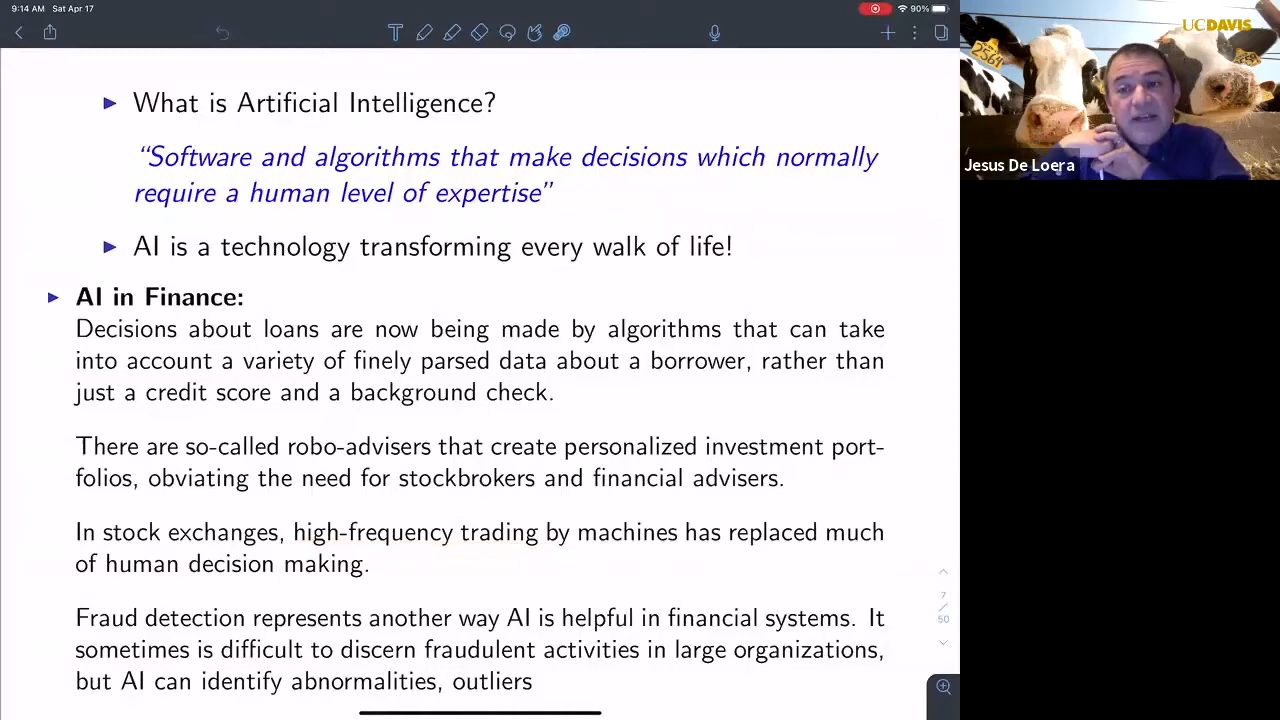 9:14 AM Sat Apr 17
90%
UCDAVIS
2564
Jesus De Loera
What is Artificial Intelligence?
“Software and algorithms that make decisions which normally
require a human level of expertise”
AI is a technology transforming every walk of life!
AI in Finance:
Decisions about loans are now being made by algorithms that can take
into account a variety of finely parsed data about a borrower, rather than
just a credit score and a background check.
There are so-called robo-advisers that create personalized investment port-
folios, obviating the need for stockbrokers and financial advisers.
In stock exchanges, high-frequency trading by machines has replaced much
of human decision making.
Fraud detection represents another way AI is helpful in financial systems. It
sometimes is difficult to discern fraudulent activities in large organizations,
but AI can identify abnormalities, outliers
7
/
50